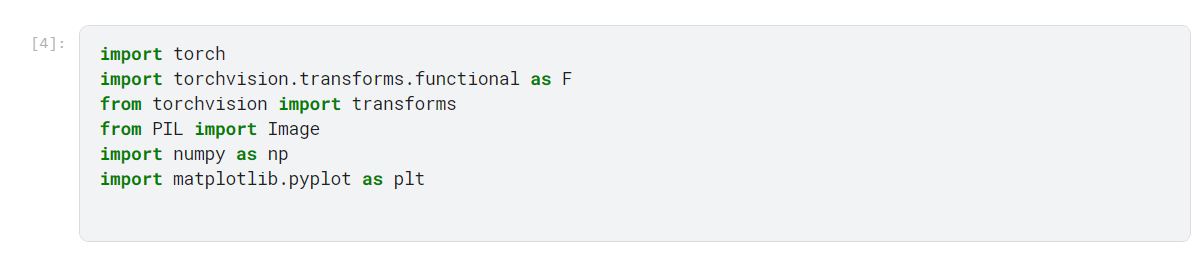 [4]:
import torch
import torchvision.transforms.functional as F
from torchvision import transforms
from PIL import Image
import numpy as np
import matplotlib.pyplot as plt